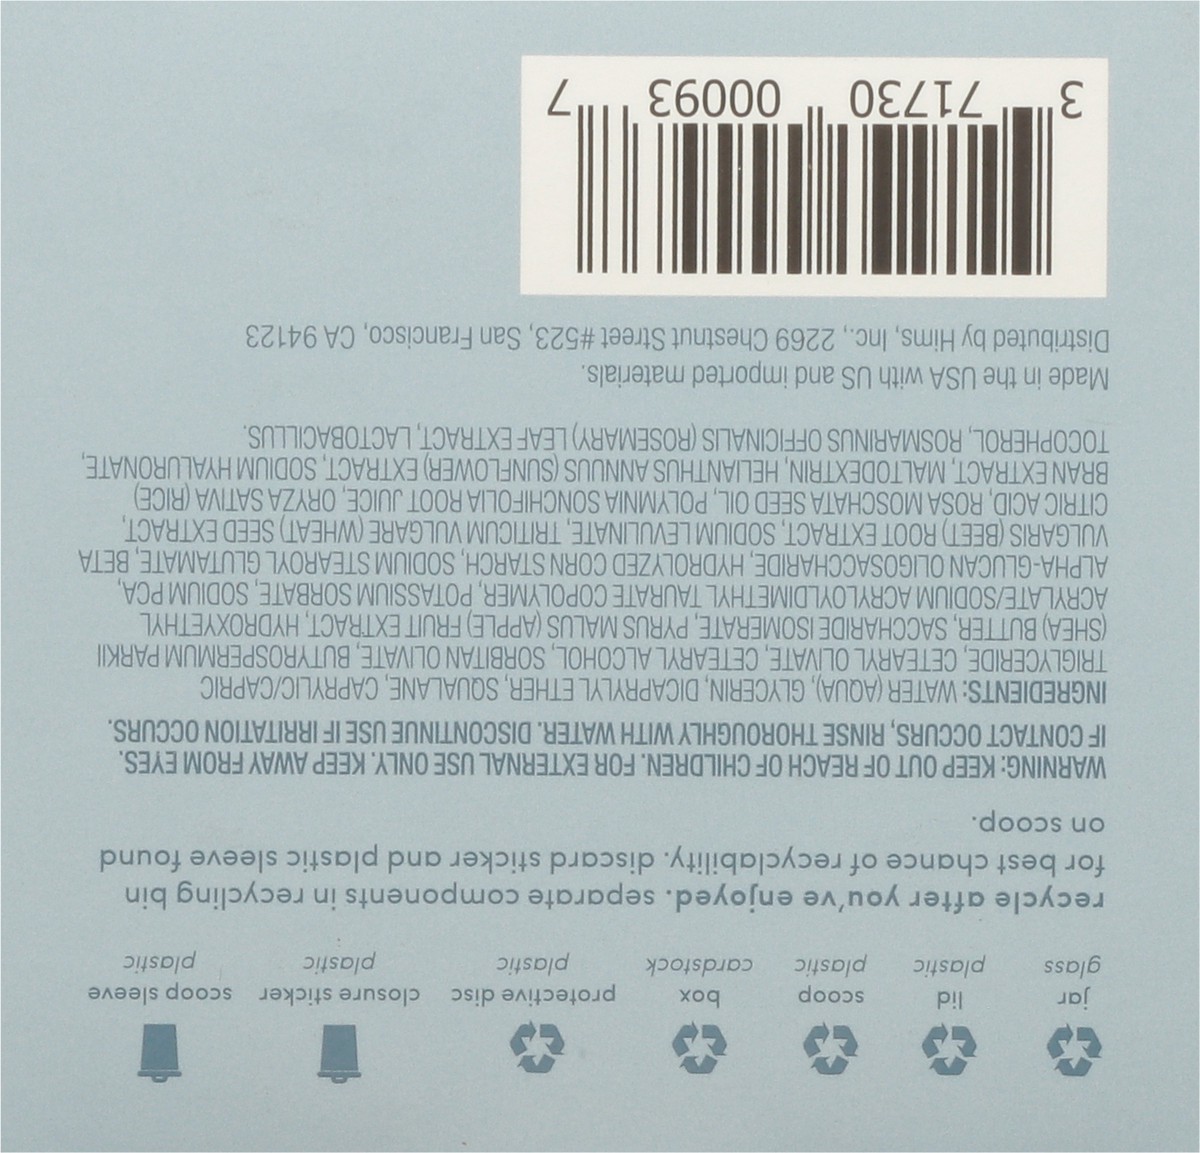 jar lid scoop box protective disc closure sticker scoop sleeve
glass plastic plastic cardstock plastic plastic plastic
recycle after you've enjoyed. separate components in recycling bin
for best chance of recyclability. discard sticker and plastic sleeve found
on scoop.
WARNING: KEEP OUT OF REACH OF CHILDREN. FOR EXTERNAL USE ONLY. KEEP AWAY FROM EYES.
IF CONTACT OCCURS, RINSE THOROUGHLY WITH WATER. DISCONTINUE USE IF IRRITATION OCCURS.
INGREDIENTS: WATER (AQUA), GLYCERIN, DICAPRYLYL ETHER, SQUALANE, CAPRYLIC/CAPRIC
TRIGLYCERIDE, CETEARYL OLIVATE, CETEARYL ALCOHOL, SORBITAN OLIVATE, BUTYROSPERMUM PARKII
(SHEA) BUTTER, SACCHARIDE ISOMERATE, PYRUS MALUS (APPLE) FRUIT EXTRACT, HYDROXYETHYL
ACRYLATE/SODIUM ACRYLOYLDIMETHYL TAURATE COPOLYMER, POTASSIUM SORBATE, SODIUM PCA,
ALPHA-GLUCAN OLIGOSACCHARIDE, HYDROLYZED CORN STARCH, SODIUM STEAROYL GLUTAMATE, BETA
VULGARIS (BEET) ROOT EXTRACT, SODIUM LEVULINATE, TRITICUM VULGARE (WHEAT) SEED EXTRACT,
CITRIC ACID, ROSA MOSCHATA SEED OIL, POLYMNIA SONCHIFOLIA ROOT JUICE, ORYZA SATIVA (RICE)
BRAN EXTRACT, MALTODEXTRIN, HELIANTHUS ANNUUS (SUNFLOWER) EXTRACT, SODIUM HYALURONATE,
TOCOPHEROL, ROSMARINUS OFFICINALIS (ROSEMARY) LEAF EXTRACT, LACTOBACILLUS.
Made in the USA with US and imported materials.
Distributed by Hims, Inc., 2269 Chestnut Street #523, San Francisco, CA 94123
3 71730 00093 7